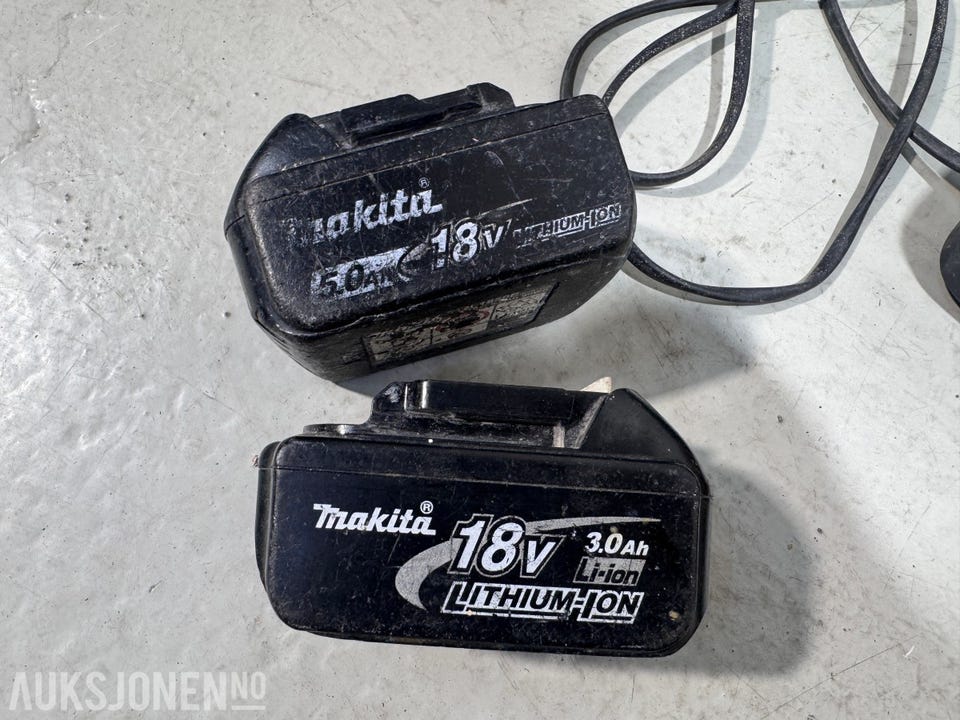 makita®
5.0Ah 18V LITHIUM-ION
makita® 18V 3.0Ah
Li-ion
LITHIUM-ION
AUKSJONEN.NO